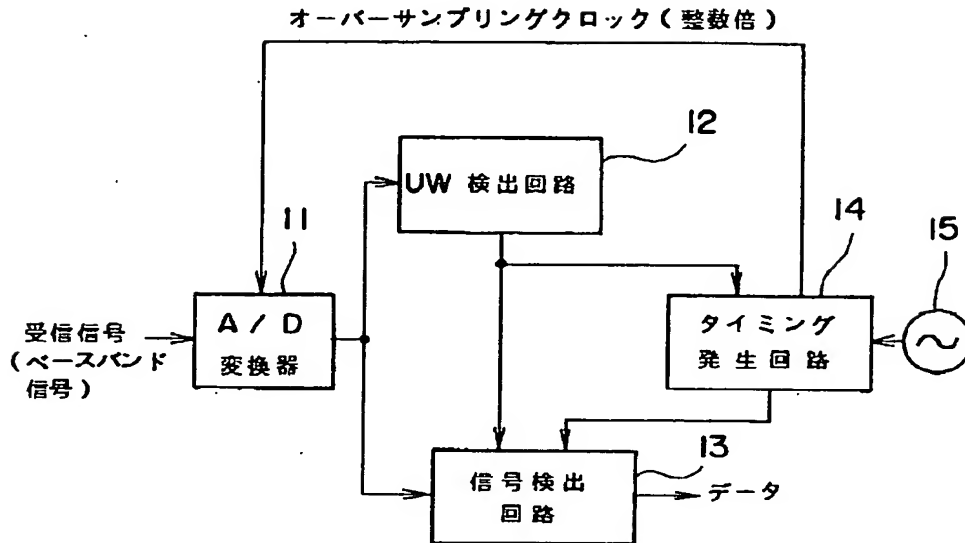 オーバーサンプリングクロック(整数倍)
12
UW 検出回路
11
14
15
A/D
変換器
受信信号
(ベースバンド
信号)
タイミング
発生回路
13
信号検出
回路
データ